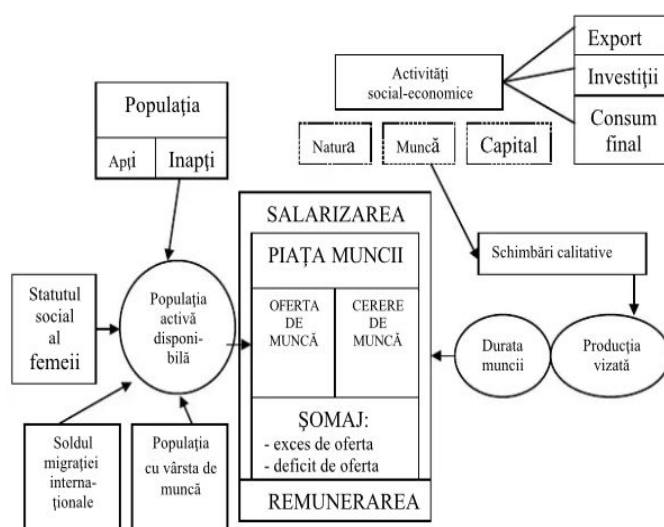 Populația
Apți
Inapți
Activități
social-economice
Export
Investiții
Consum
final
Natura
Muncă
Capital
SALARIZAREA
PIAȚA MUNCII
OFERTA
DE
MUNCĂ
CERERE
DE
MUNCĂ
Schimbări calitative
Statutul
social
al
femeii
Populația
activă
disponi-
bilă
Durata
muncii
Producția
vizată
ŞOMAJ:
- exces de oferta
- deficit de oferta
REMUNERAREA
Soldul
migrației
interna-
ționale
Populația
cu vârsta de
muncă